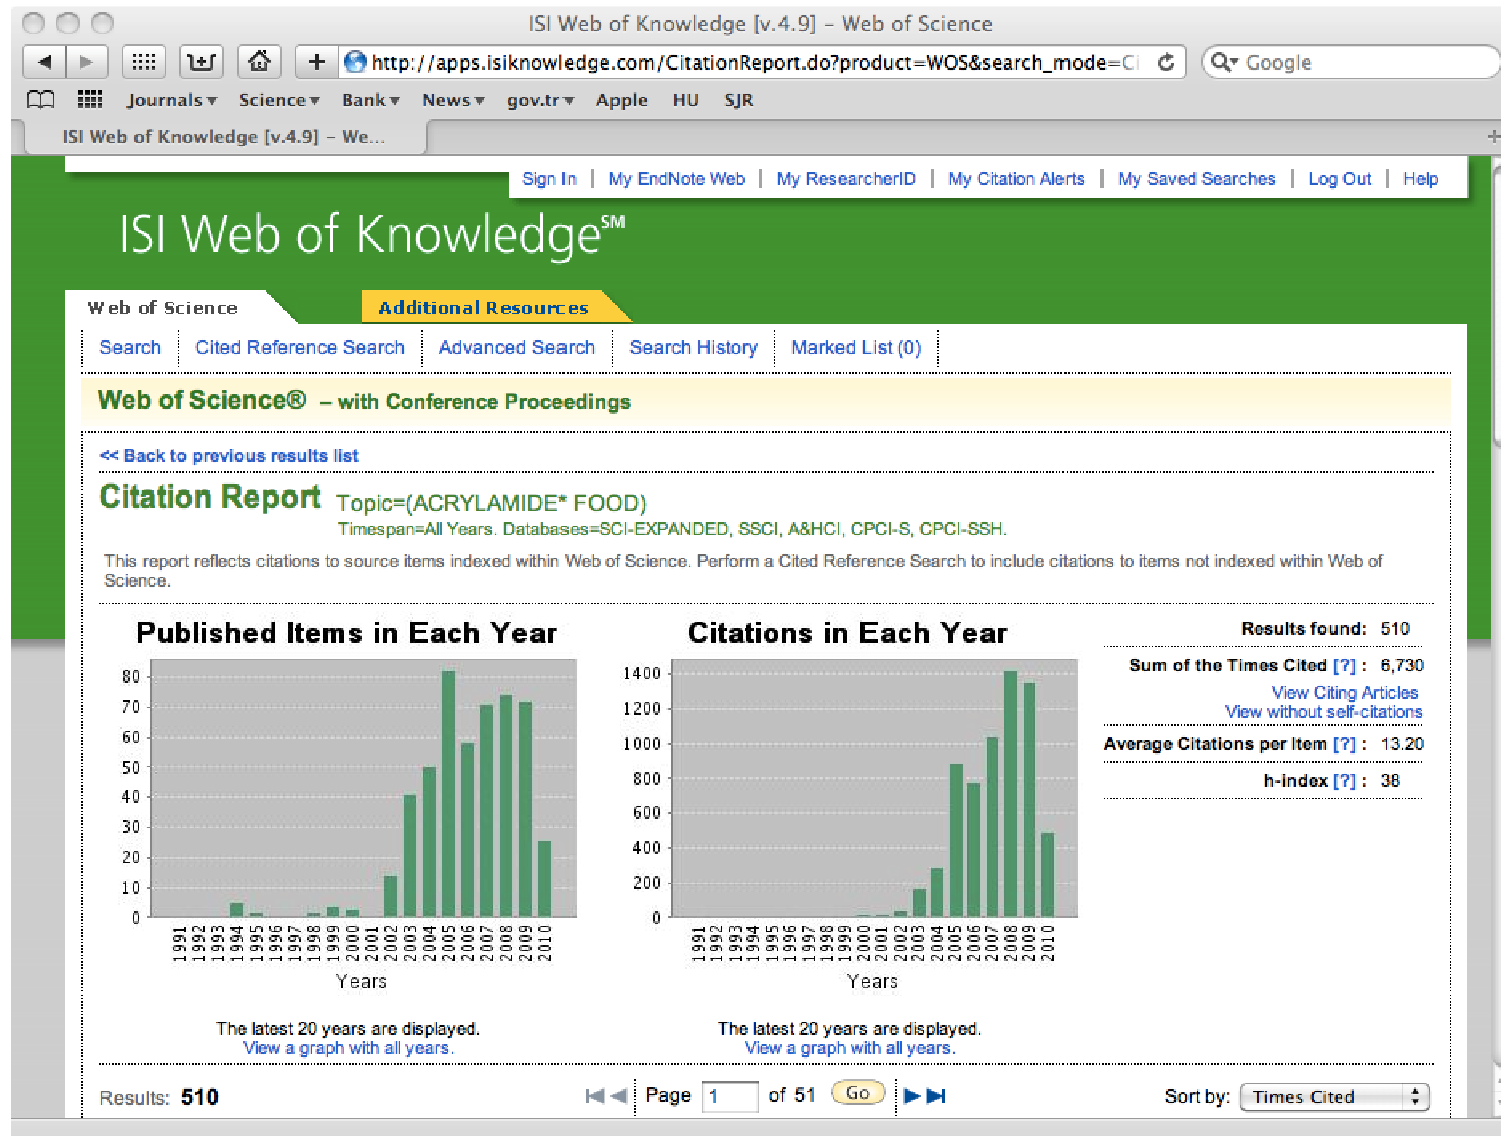 ISI Web of Knowledge [v.4.9] – Web of Science
http://apps.isiknowledge.com/CitationReport.do?product=WOS&search_mode=Ci
Google
Journals Science Bank News gov.tr Apple HU SJR
ISI Web of Knowledge [v.4.9] – We...
Sign In | My EndNote Web | My ResearcherID | My Citation Alerts | My Saved Searches | Log Out | Help
ISI Web of Knowledge℠
Web of Science Additional Resources
Search Cited Reference Search Advanced Search Search History Marked List (0)
Web of Science® – with Conference Proceedings
<< Back to previous results list
Citation Report Topic=(ACRYLAMIDE* FOOD)
Timespan=All Years. Databases=SCI-EXPANDED, SSCI, A&HCI, CPCI-S, CPCI-SSH.
This report reflects citations to source items indexed within Web of Science. Perform a Cited Reference Search to include citations to items not indexed within Web of
Science.
Published Items in Each Year
80
70
60
50
40
30
20
10
0
1991 1992 1993 1994 1995 1996 1997 1998 1999 2000 2001 2002 2003 2004 2005 2006 2007 2008 2009 2010
Years
The latest 20 years are displayed.
View a graph with all years.
Citations in Each Year
1400
1200
1000
800
600
400
200
0
1991 1992 1993 1994 1995 1996 1997 1998 1999 2000 2001 2002 2003 2004 2005 2006 2007 2008 2009 2010
Years
The latest 20 years are displayed.
View a graph with all years.
Results found: 510
Sum of the Times Cited [?] : 6,730
View Citing Articles
View without self-citations
Average Citations per Item [?] : 13.20
h-index [?] : 38
Results: 510 Page 1 of 51 Go Sort by: Times Cited